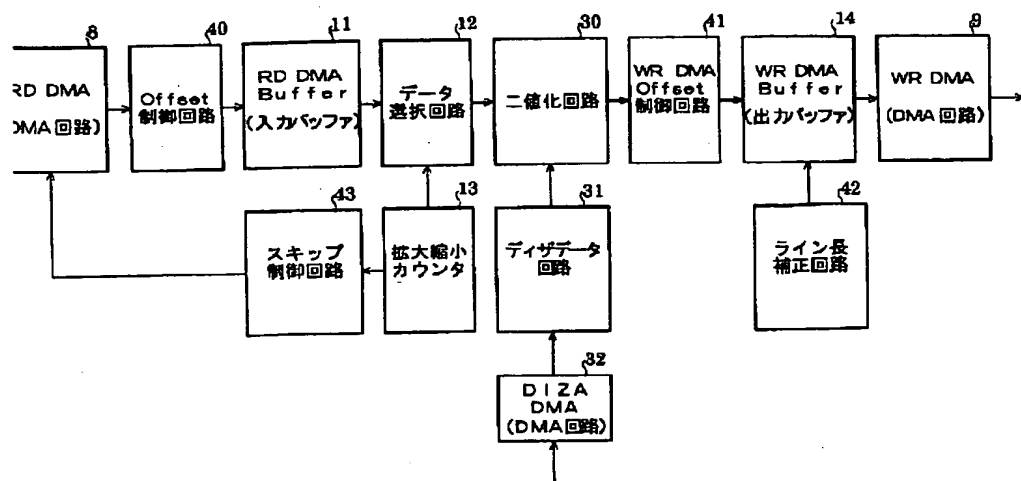 8
RD DMA
DMA回路)
40
Offset
制御回路
11
RD DMA
Buffer
(入力バッファ)
12
データ
選択回路
30
二値化回路
41
WR DMA
Offset
制御回路
14
WR DMA
Buffer
(出力バッファ)
9
WR DMA
(DMA回路)
43
スキップ
制御回路
13
拡大縮小
カウンタ
31
ディザデータ
回路
42
ライン長
補正回路
32
DIZA
DMA
(DMA回路)